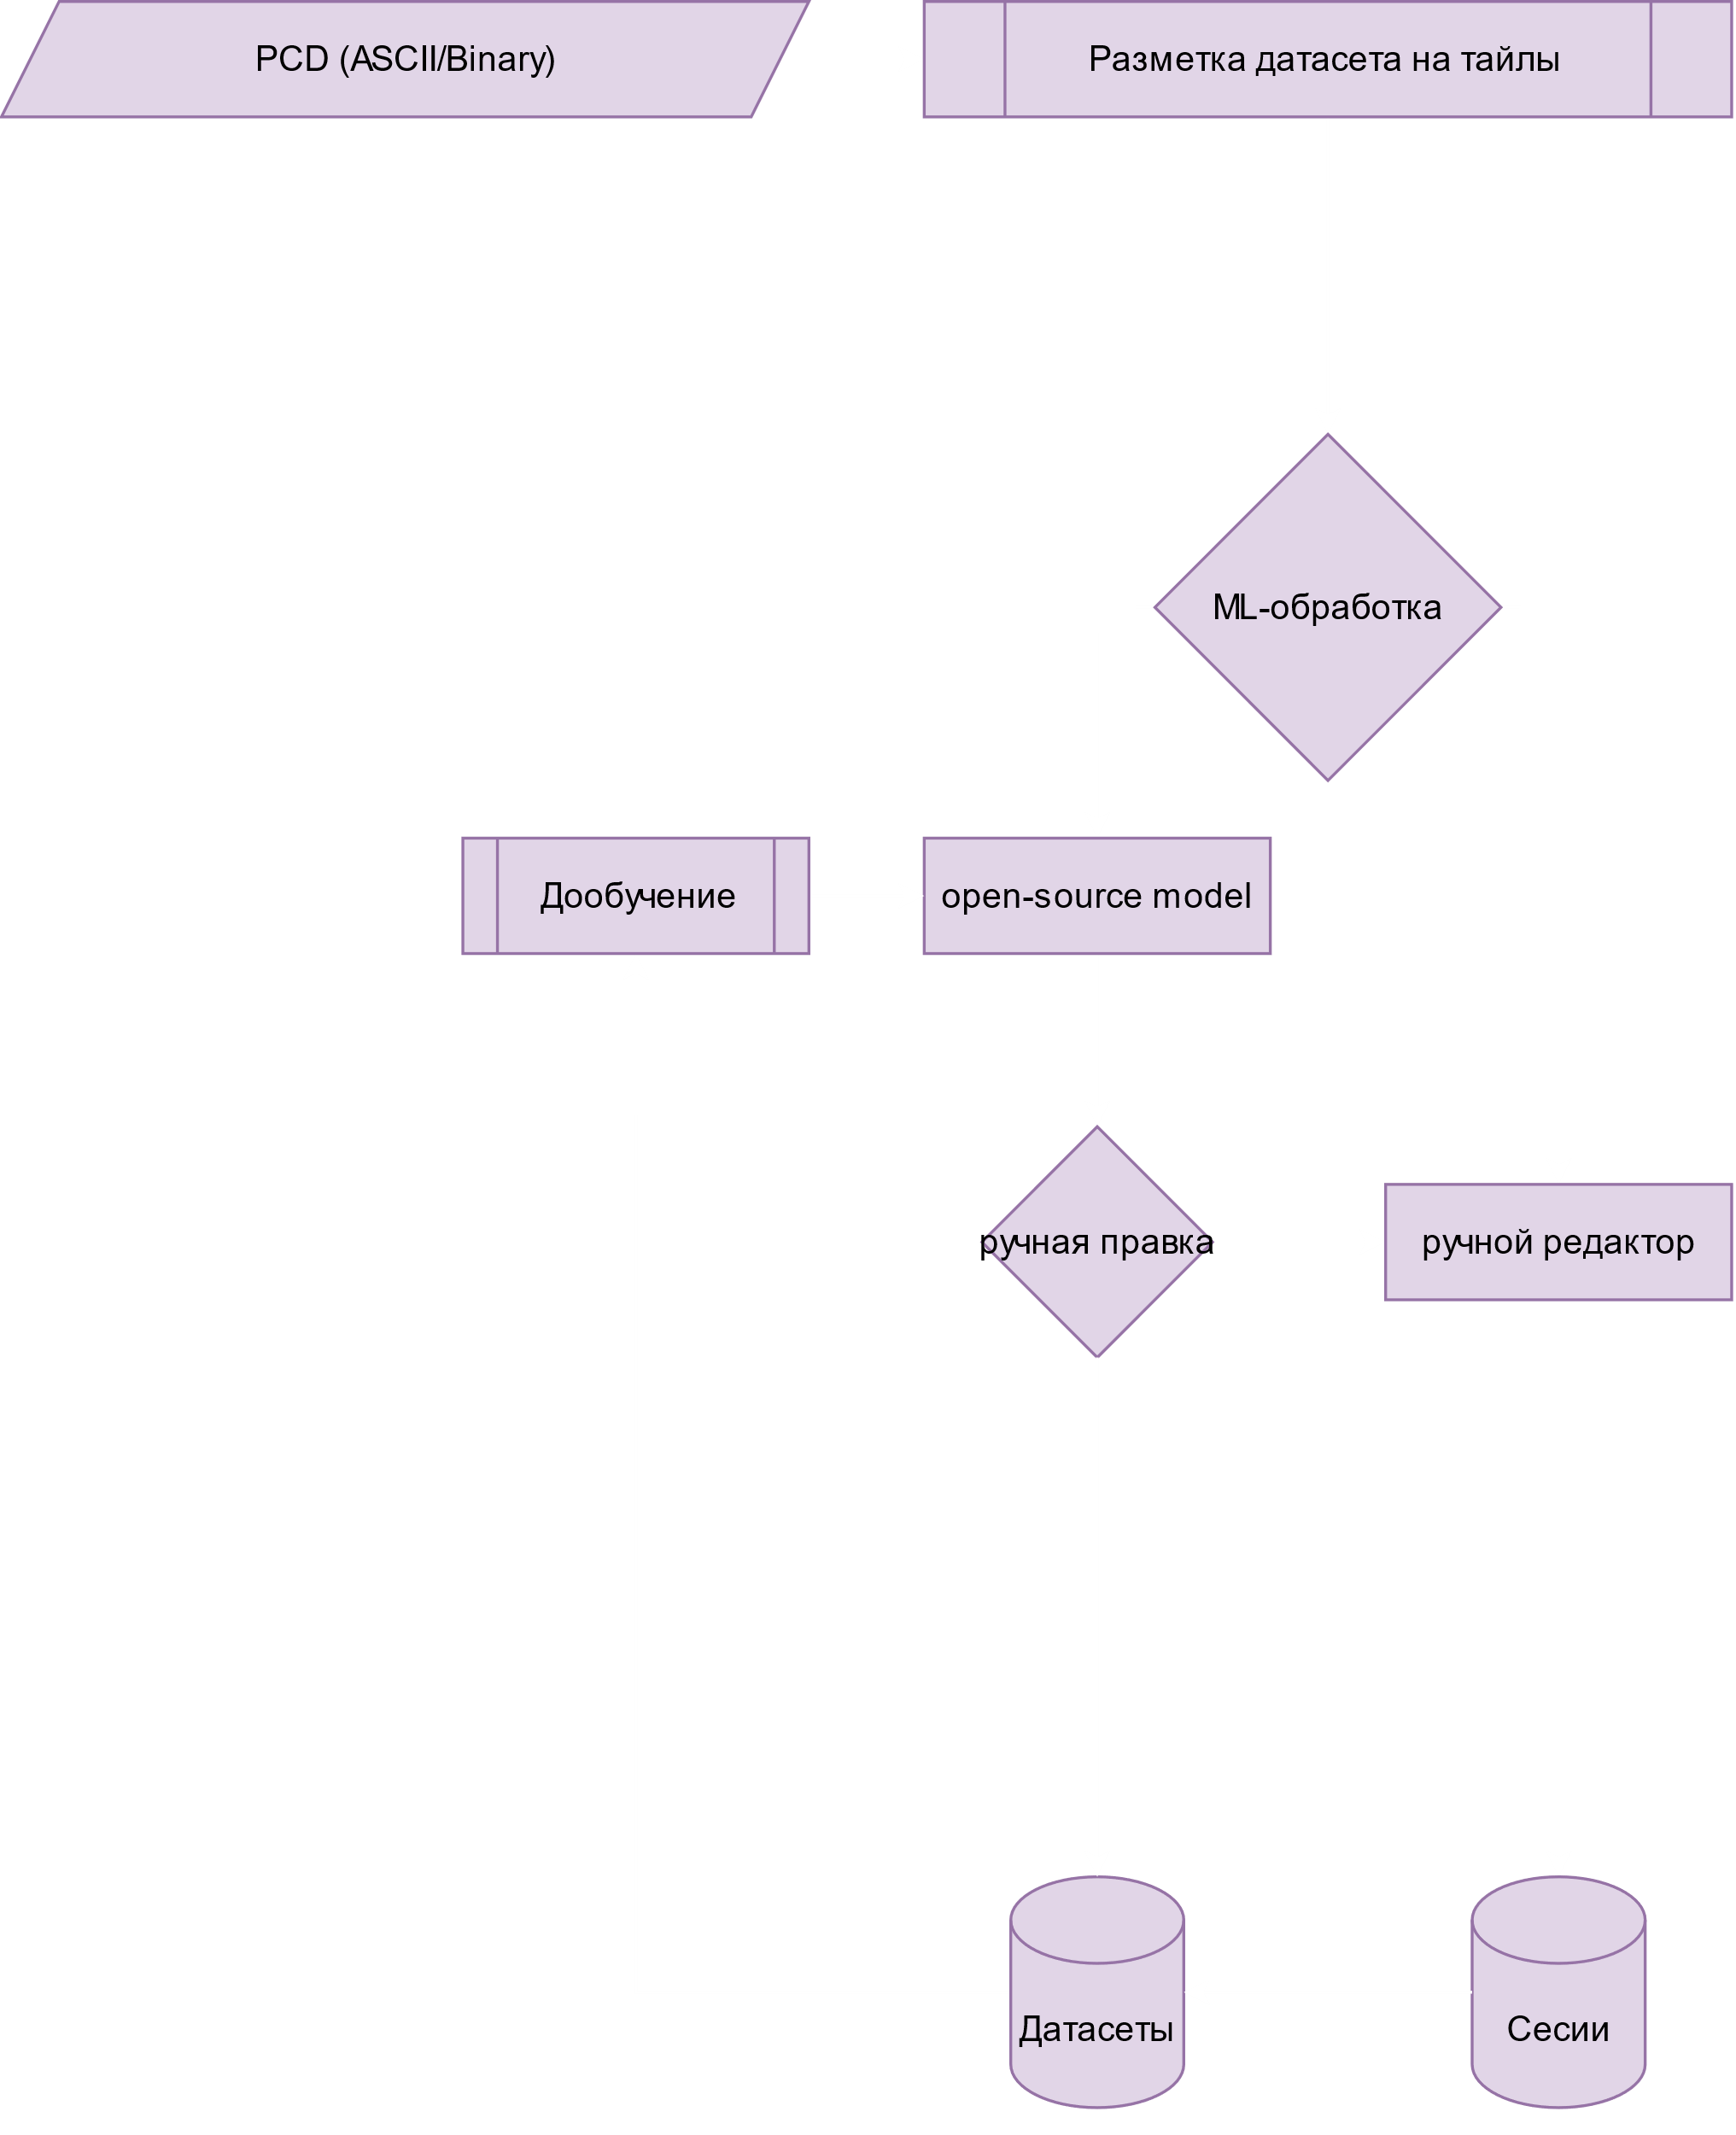 PCD (ASCII/Binary)
Разметка датасета на тайлы
ML-обработка
Дообучение
open-source model
ручная правка
ручной редактор
Датасеты
Сесии